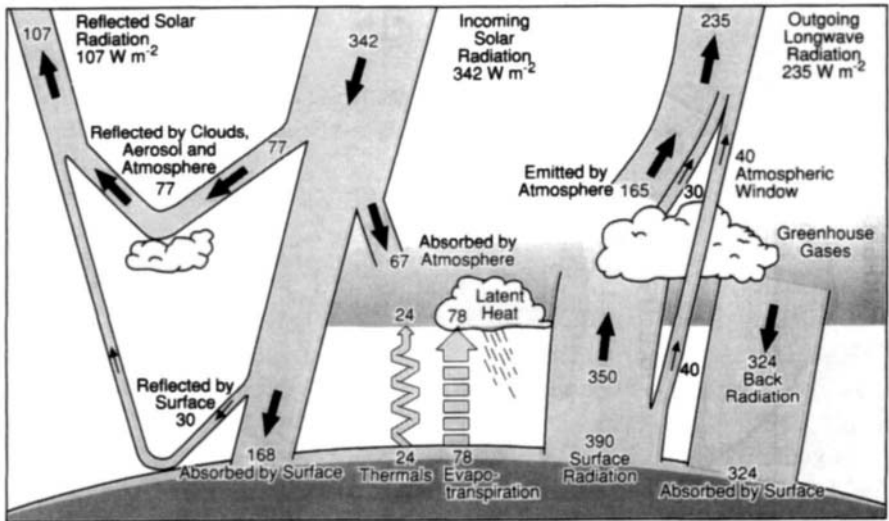 Reflected Solar
Radiation
107 W m-2
107
342
Incoming
Solar
Radiation
342 W m-2
235
Outgoing
Longwave
Radiation
235 W m-2
Reflected by Clouds,
Aerosol and
Atmosphere
77
77
Emitted by
Atmosphere
165
30
40
Atmospheric
Window
Greenhouse
Gases
Absorbed by
Atmosphere
67
Latent
Heat
24
78
350
40
324
Back
Radiation
Reflected by
Surface
30
168
Absorbed by Surface
24
Thermals
78
Evapo-
transpiration
390
Surface
Radiation
324
Absorbed by Surface